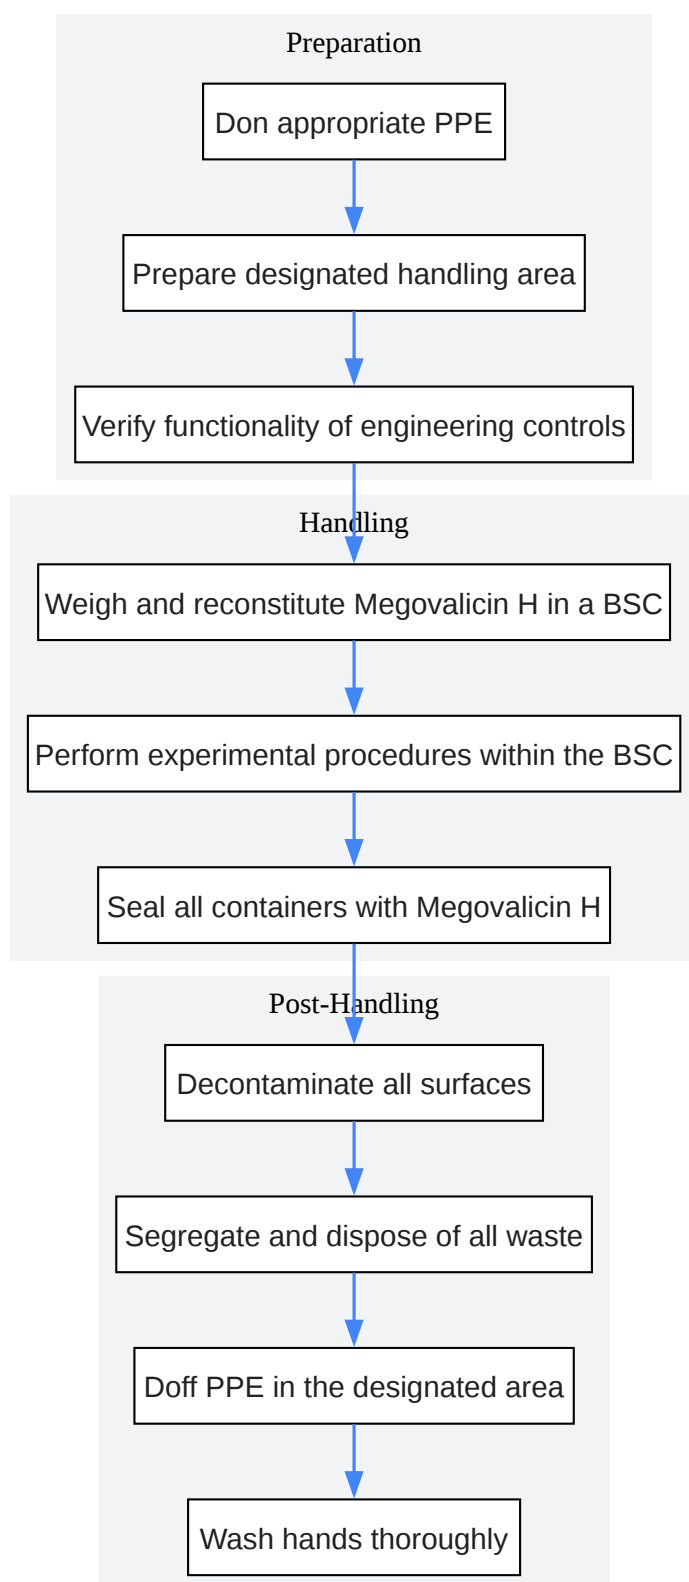 Preparation
Don appropriate PPE
Prepare designated handling area
Verify functionality of engineering controls
Handling
Weigh and reconstitute Megovalicin H in a BSC
Perform experimental procedures within the BSC
Seal all containers with Megovalicin H
Post-Handling
Decontaminate all surfaces
Segregate and dispose of all waste
Doff PPE in the designated area
Wash hands thoroughly